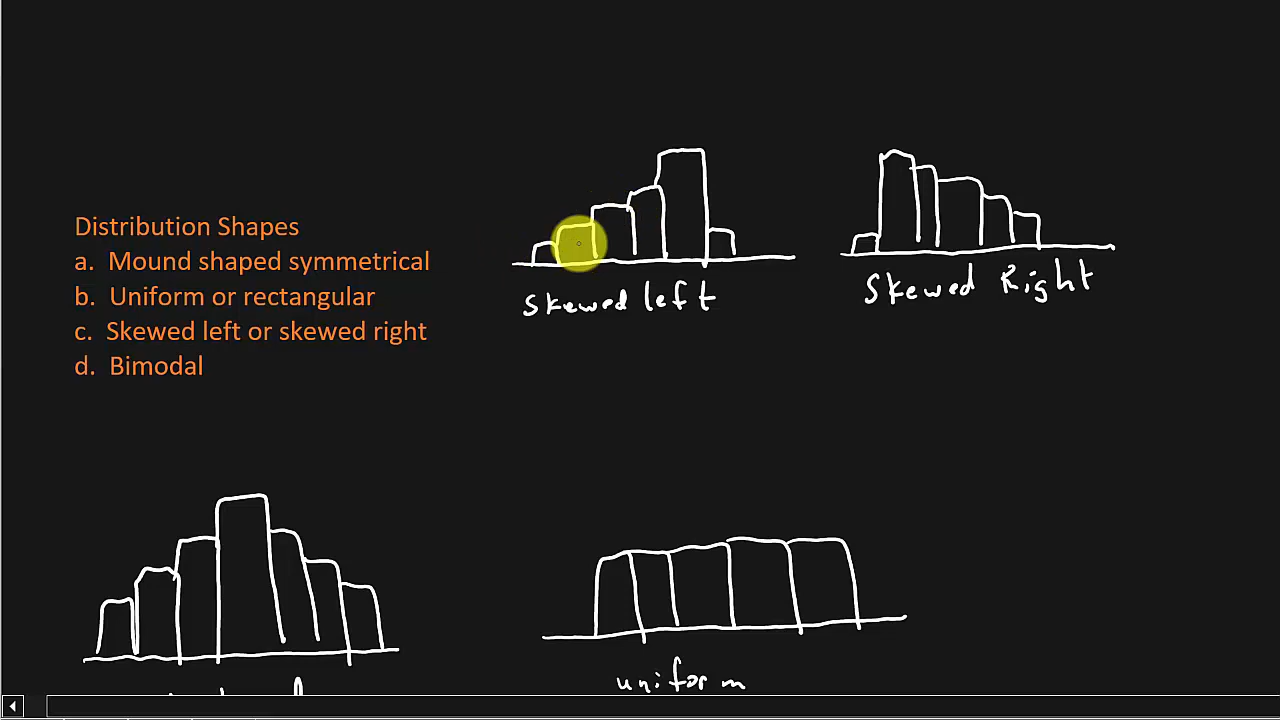 Distribution Shapes
a. Mound shaped symmetrical
b. Uniform or rectangular
c. Skewed left or skewed right
d. Bimodal
Skewed left
Skewed Right
uniform